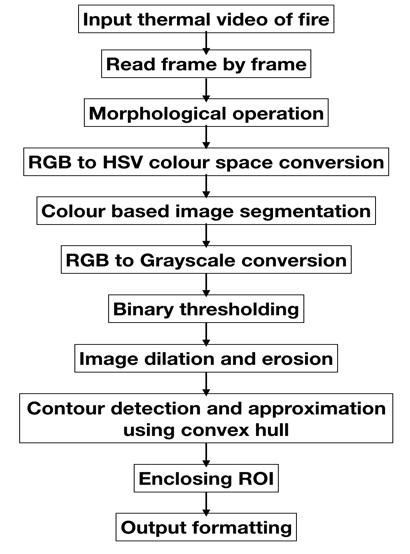 Input thermal video of fire
Read frame by frame
Morphological operation
RGB to HSV colour space conversion
Colour based image segmentation
RGB to Grayscale conversion
Binary thresholding
Image dilation and erosion
Contour detection and approximation
using convex hull
Enclosing ROI
Output formatting